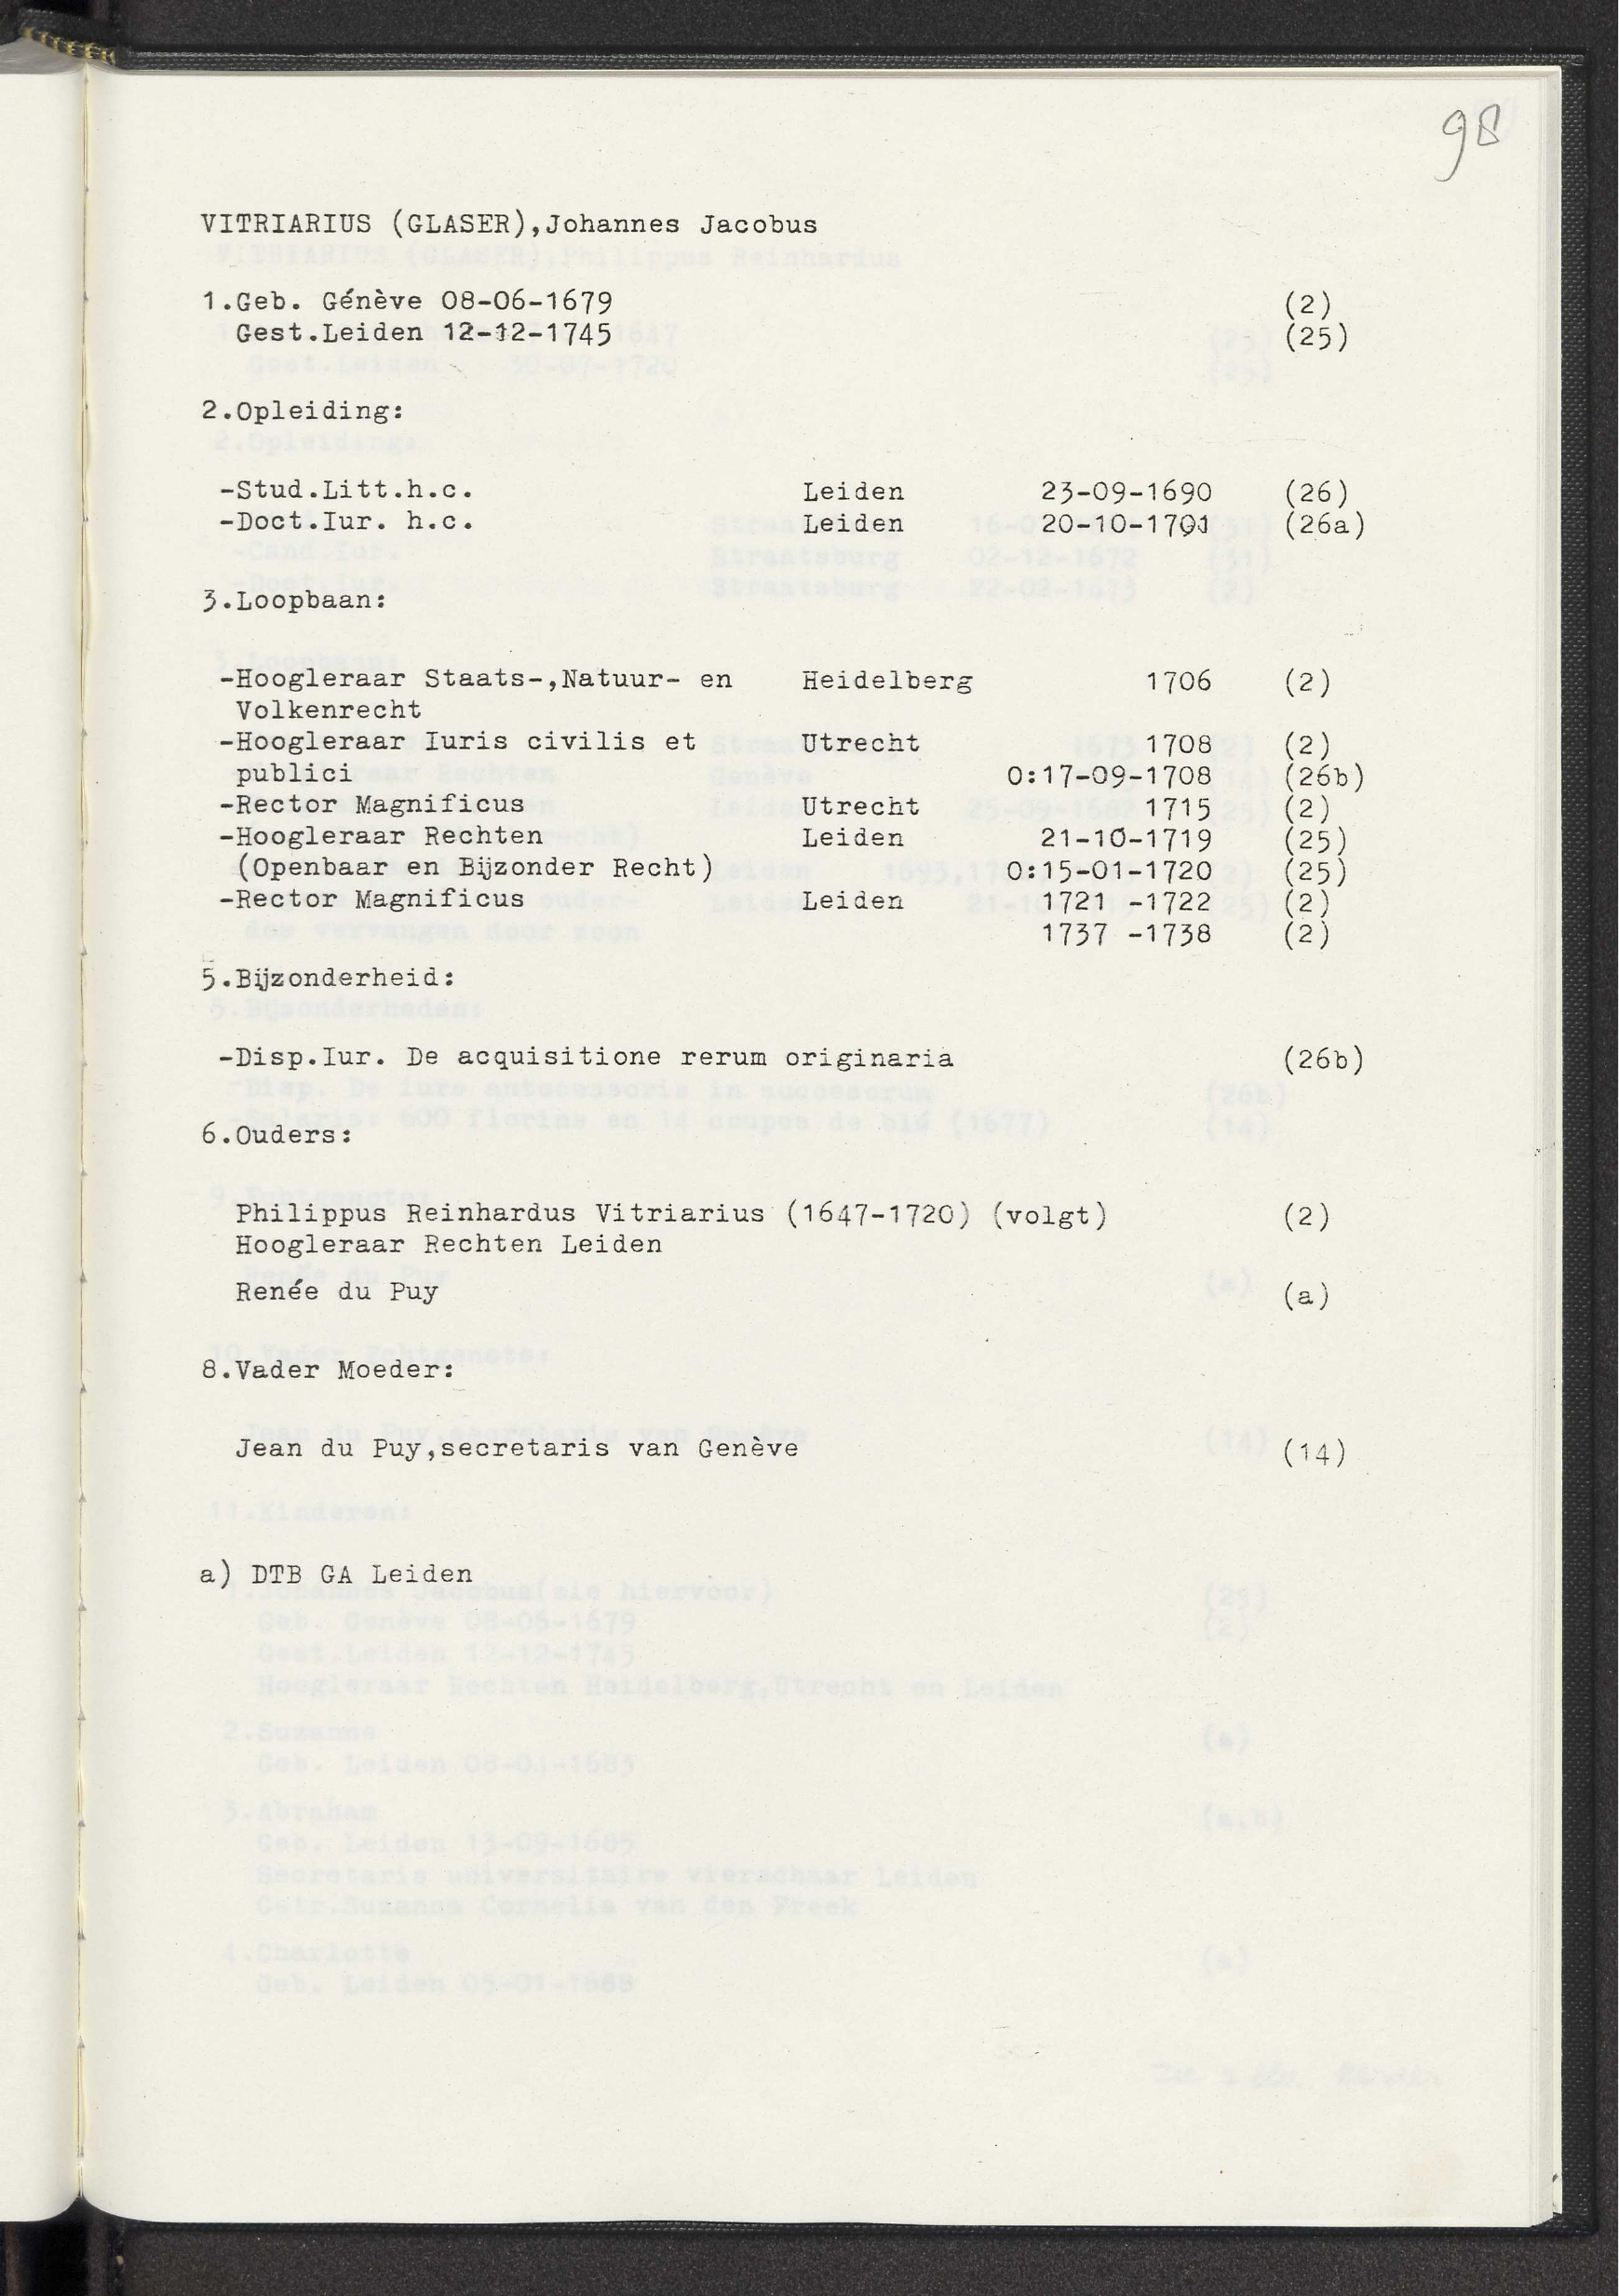 98
VITRIARIUS (GLASER),Johannes Jacobus
1.Geb. Génève 08-06-1679 (2)
Gest.Leiden 12-12-1745 (25)
2.Opleiding:
-Stud.Litt.h.c. Leiden 23-09-1690 (26)
-Doct.Iur. h.c. Leiden 20-10-1701 (26a)
3.Loopbaan:
-Hoogleraar Staats-,Natuur- en Heidelberg 1706 (2)
Volkenrecht
-Hoogleraar Iuris civilis et Utrecht 1708 (2)
publici 0:17-09-1708 (26b)
-Rector Magnificus Utrecht 1715 (2)
-Hoogleraar Rechten Leiden 21-10-1719 (25)
(Openbaar en Bijzonder Recht) 0:15-01-1720 (25)
-Rector Magnificus Leiden 1721 -1722 (2)
1737 -1738 (2)
5.Bijzonderheid:
-Disp.Iur. De acquisitione rerum originaria (26b)
6.Ouders:
Philippus Reinhardus Vitriarius (1647-1720) (volgt) (2)
Hoogleraar Rechten Leiden
Renée du Puy (a)
8.Vader Moeder:
Jean du Puy,secretaris van Genève (14)
a) DTB GA Leiden